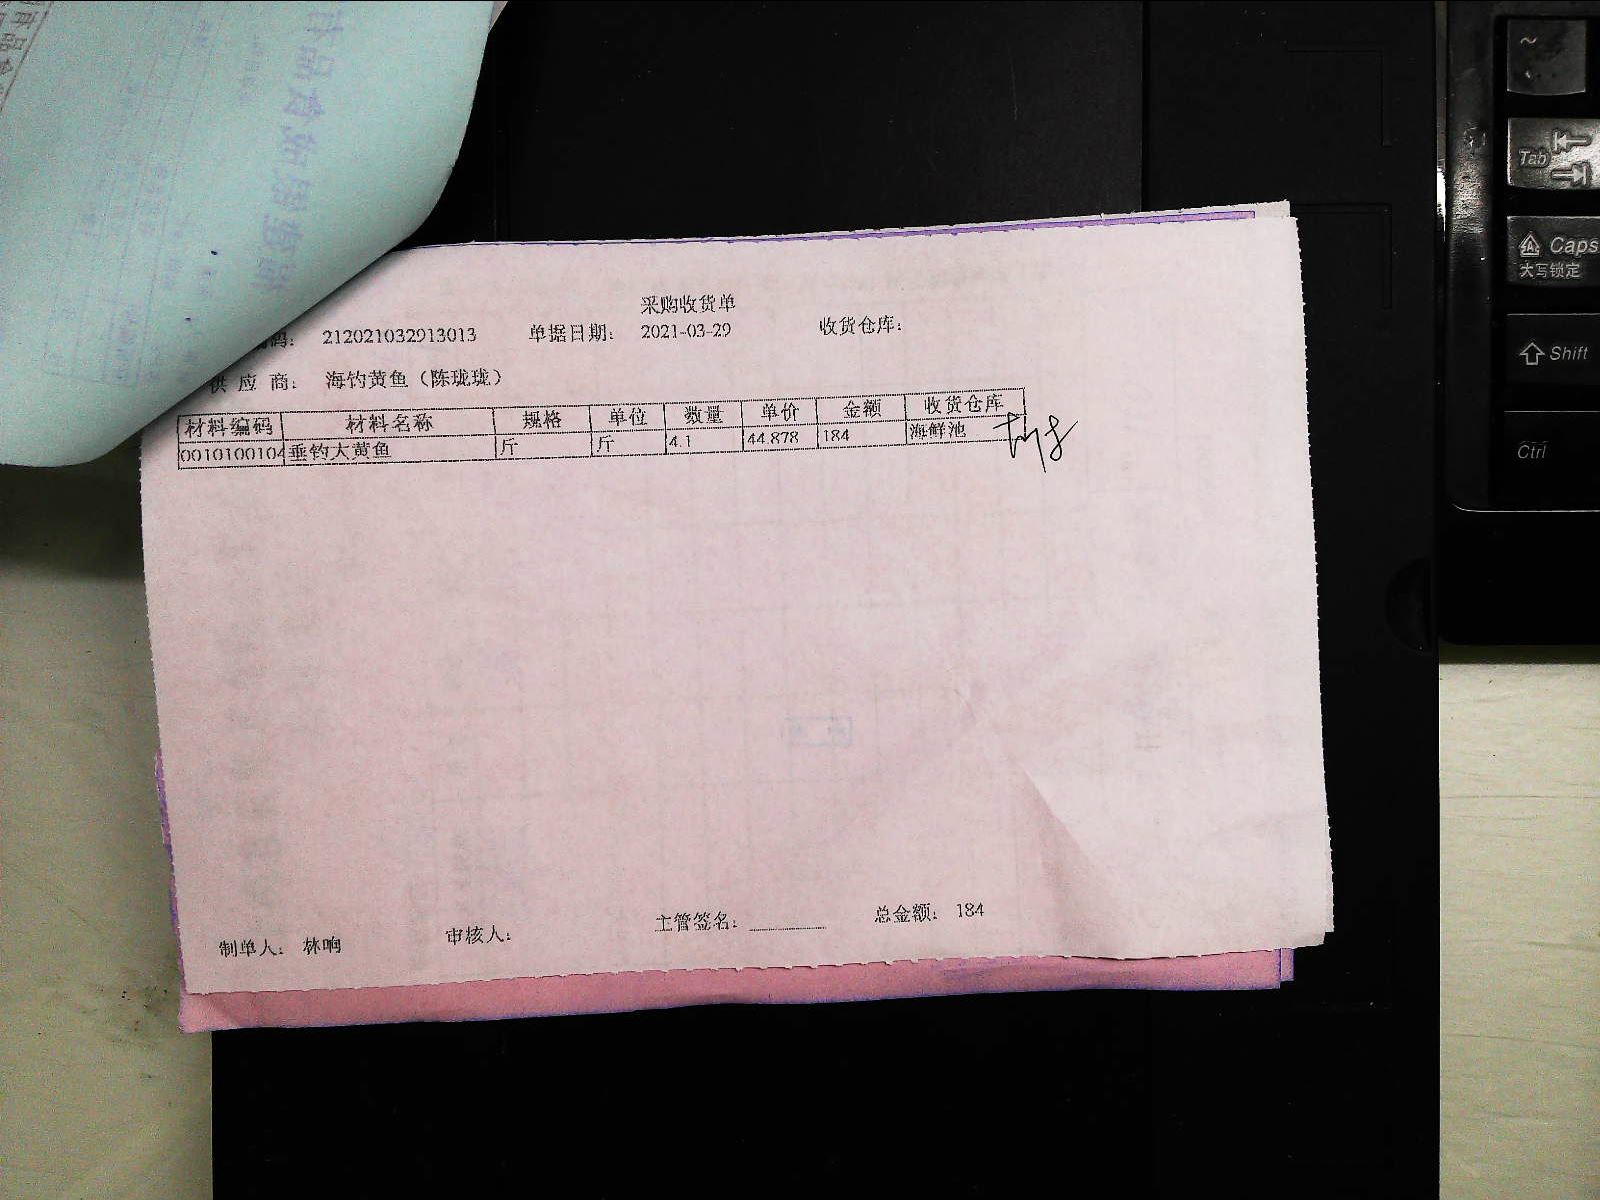 采购收货单
码： 212021032913013 单据日期： 2021-03-29 收货仓库：
供 应 商： 海钓黄鱼（陈珑珑）
材料编码 材料名称 规格 单位 数量 单价 金额 收货仓库
0010100104 垂钓大黄鱼 斤 斤 4.1 44.878 184 海鲜池
制单人： 林响 审核人： 主管签名： 总金额： 184
~
Tab
Caps
大写锁定
Shift
Ctrl